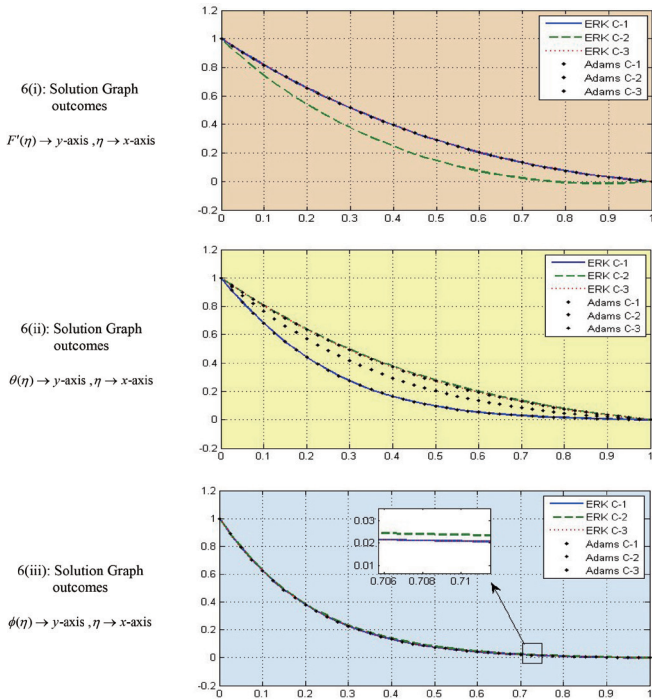 6(i): Solution Graph
outcomes
F′(η) → y-axis , η → x-axis
1.2
1
0.8
0.6
0.4
0.2
0
-0.2
0 0.1 0.2 0.3 0.4 0.5 0.6 0.7 0.8 0.9 1
ERK C-1
ERK C-2
ERK C-3
Adams C-1
Adams C-2
Adams C-3
6(ii): Solution Graph
outcomes
θ(η) → y-axis , η → x-axis
1.2
1
0.8
0.6
0.4
0.2
0
-0.2
0 0.1 0.2 0.3 0.4 0.5 0.6 0.7 0.8 0.9 1
ERK C-1
ERK C-2
ERK C-3
Adams C-1
Adams C-2
Adams C-3
6(iii): Solution Graph
outcomes
ϕ(η) → y-axis , η → x-axis
1.2
1
0.8
0.6
0.4
0.2
0
-0.2
0 0.1 0.2 0.3 0.4 0.5 0.6 0.7 0.8 0.9 1
0.03
0.02
0.01
0.706 0.708 0.71
ERK C-1
ERK C-2
ERK C-3
Adams C-1
Adams C-2
Adams C-3